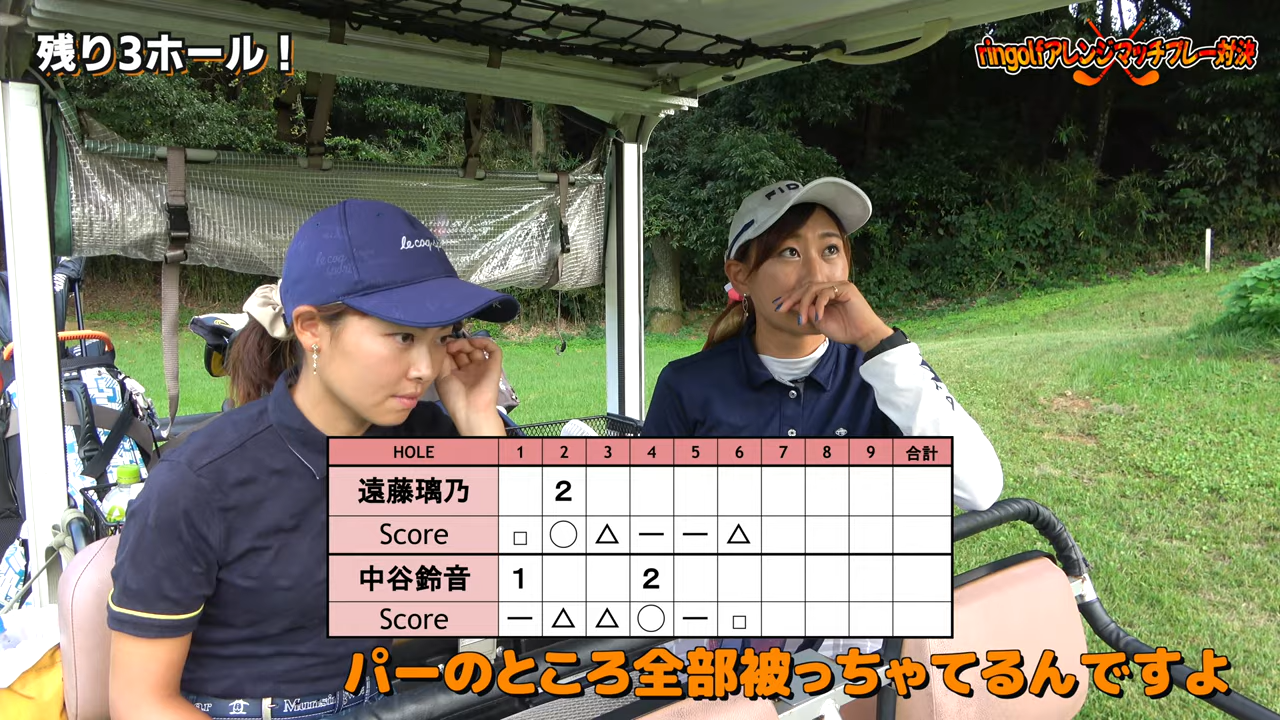 残り3ホール!
ringolfアレンジマッチプレー対決
le coq
FID
HOLE 1 2 3 4 5 6 7 8 9 合計
遠藤璃乃 2
Score □ ○ △ ー ー △
中谷鈴音 1 2
Score ー △ △ ○ ー □
パーのところ全部被っちゃてるんですよ